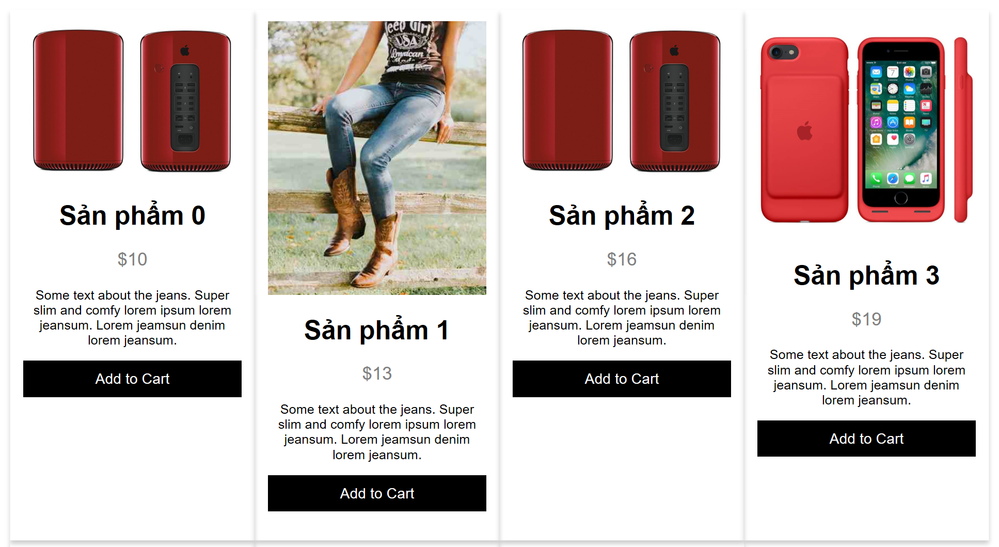 Sản phẩm 0
$10
Some text about the jeans. Super
slim and comfy lorem ipsum lorem
jeansum. Lorem jeamsun denim
lorem jeansum.
Add to Cart
Jeep Girl
USA
Sản phẩm 1
$13
Some text about the jeans. Super
slim and comfy lorem ipsum lorem
jeansum. Lorem jeamsun denim
lorem jeansum.
Add to Cart
Sản phẩm 2
$16
Some text about the jeans. Super
slim and comfy lorem ipsum lorem
jeansum. Lorem jeamsun denim
lorem jeansum.
Add to Cart
9:41 AM
100%
Sản phẩm 3
$19
Some text about the jeans. Super
slim and comfy lorem ipsum lorem
jeansum. Lorem jeamsun denim
lorem jeansum.
Add to Cart